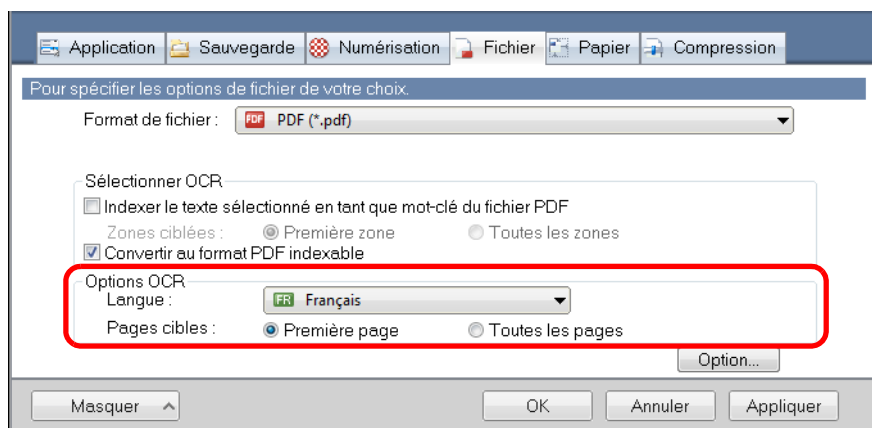 Application Sauvegarde Numérisation Fichier Papier Compression
Pour spécifier les options de fichier de votre choix.
Format de fichier : PDF PDF (*.pdf)
Sélectionner OCR
Indexer le texte sélectionné en tant que mot-clé du fichier PDF
Zones ciblées : Première zone Toutes les zones
Convertir au format PDF indexable
Options OCR
Langue : FR Français
Pages cibles : Première page Toutes les pages
Option...
Masquer OK Annuler Appliquer